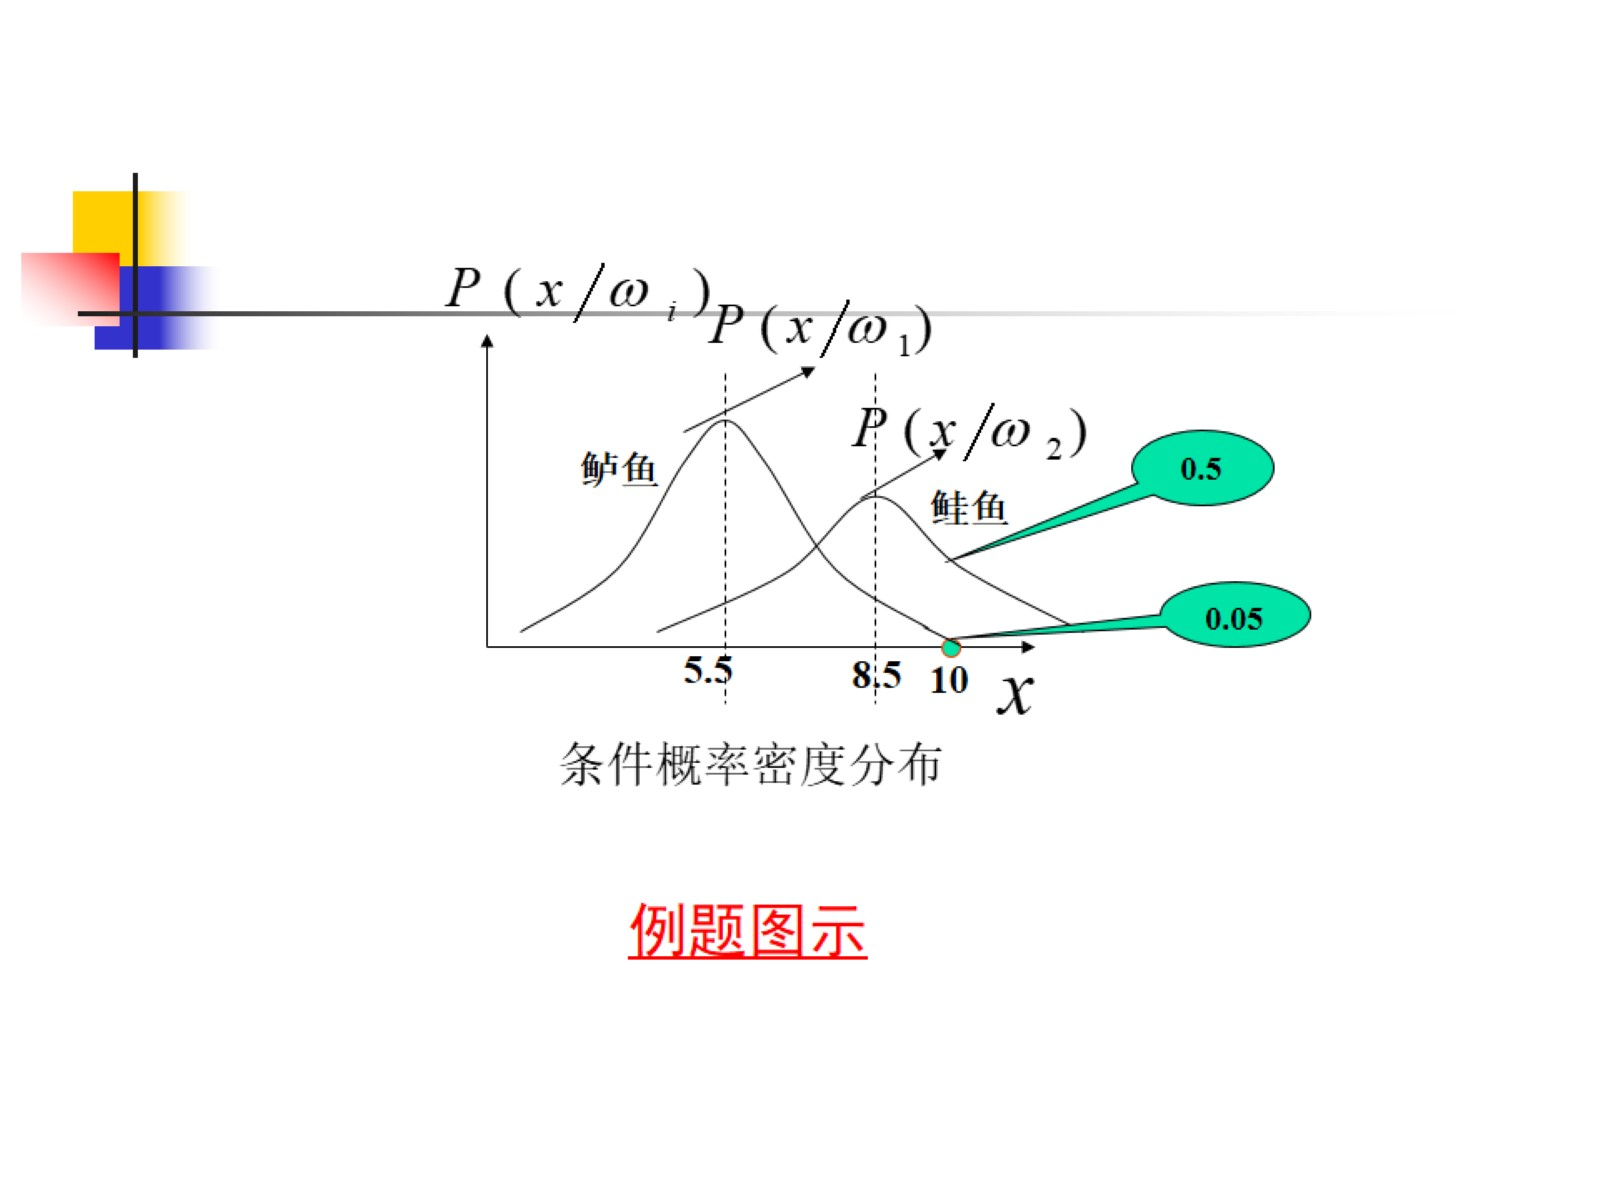 P(x/ωi)
P(x/ω1)
P(x/ω2)
鲈鱼
鲑鱼
0.5
0.05
5.5
8.5
10
x
条件概率密度分布
例题图示